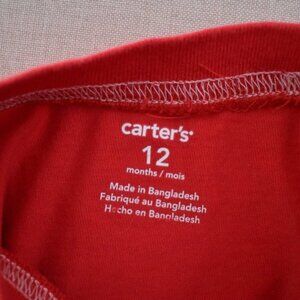 carter's
12
months / mois
Made in Bangladesh
Fabriqué au Bangladesh
Hecho en Bangladesh